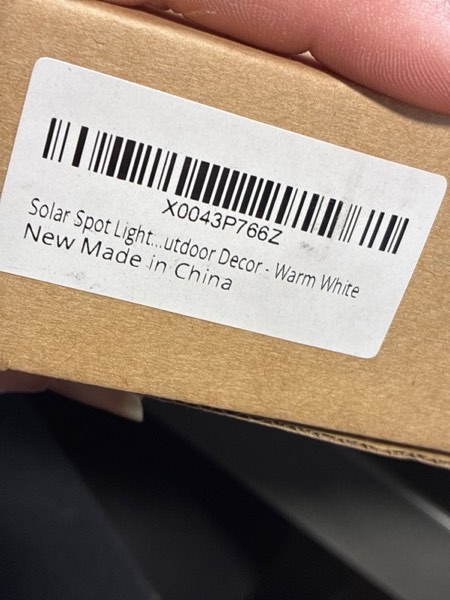 X0043P766Z
Solar Spot Light...utdoor Decor - Warm White
New Made in China